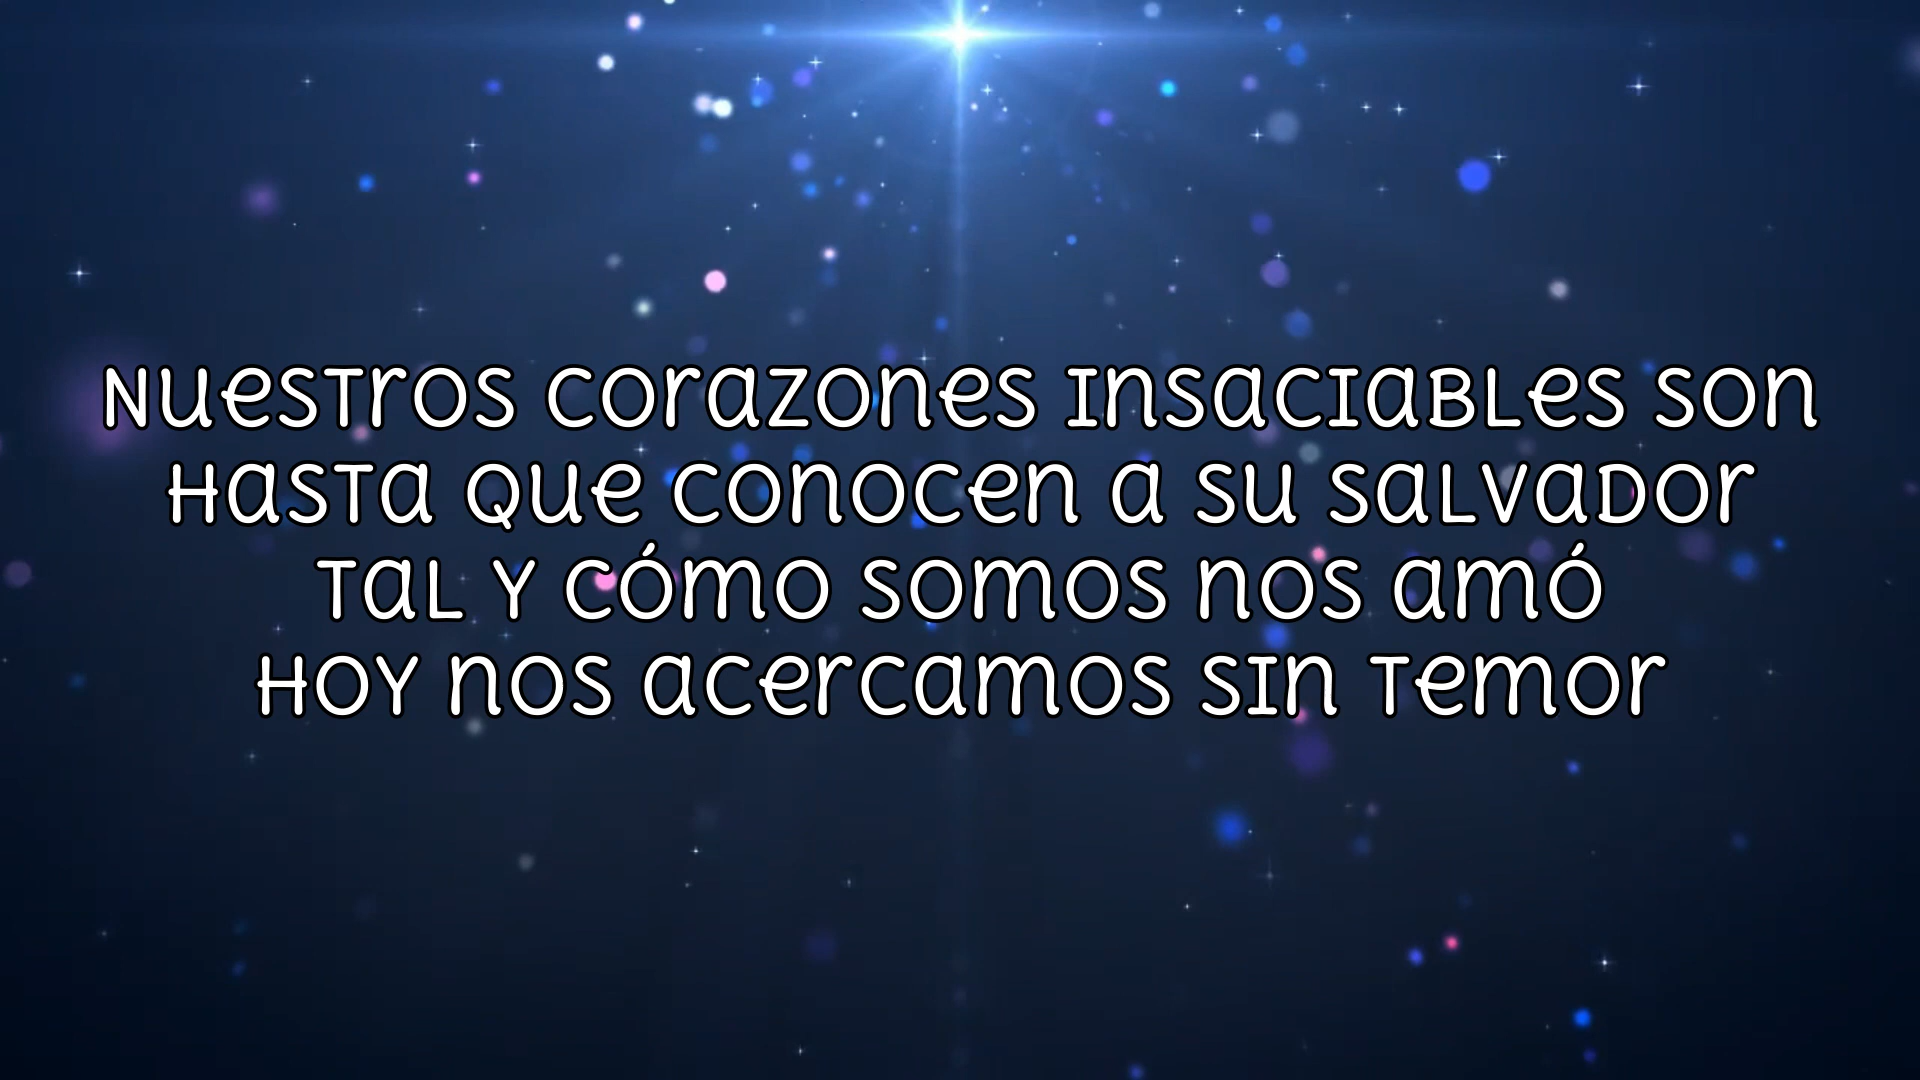 Nuestros corazones insaciables son
Hasta que conocen a su salvador
Tal y cómo somos nos amó
Hoy nos acercamos sin temor